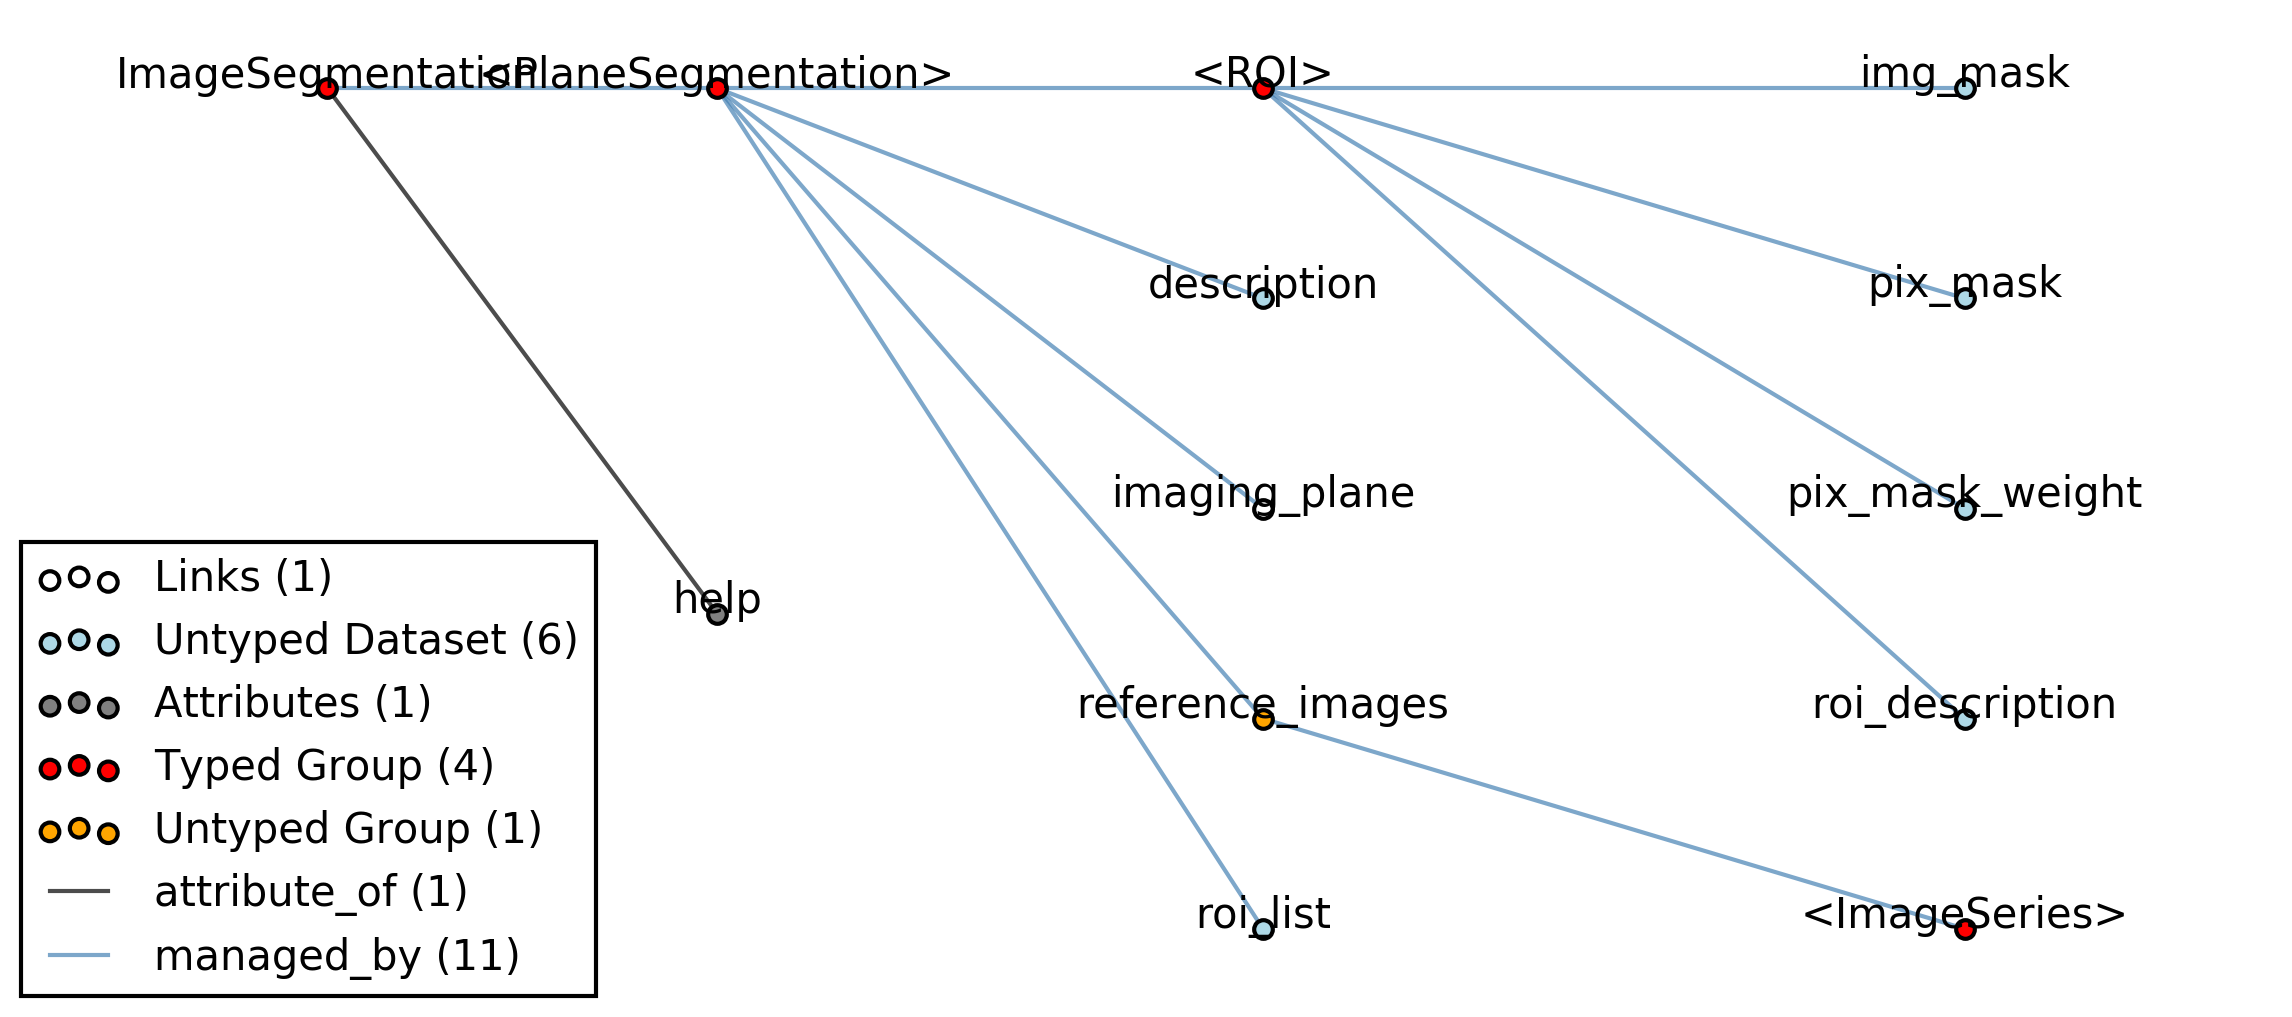 ImageSegmentation
<PlaneSegmentation>
<ROI>
img_mask
description
pix_mask
imaging_plane
pix_mask_weight
help
reference_images
roi_description
roi_list
<ImageSeries>
Links (1)
Untyped Dataset (6)
Attributes (1)
Typed Group (4)
Untyped Group (1)
attribute_of (1)
managed_by (11)